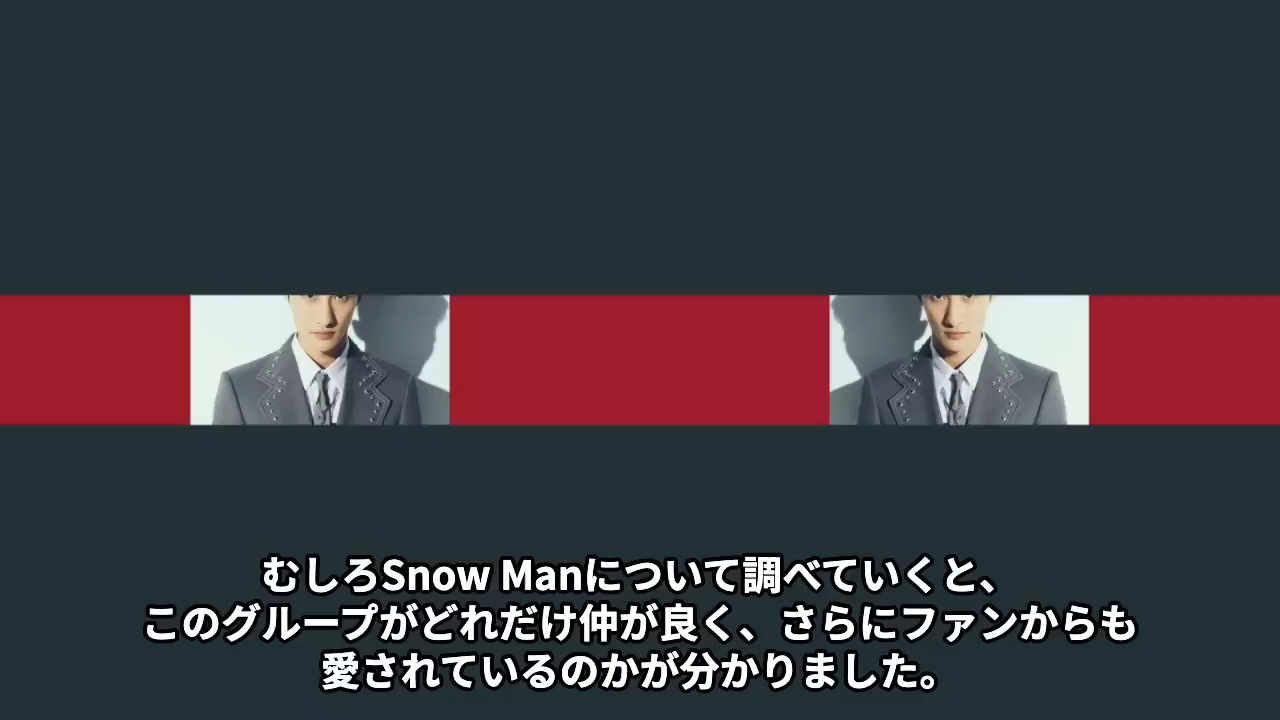 むしろSnow Manについて調べていくと、
このグループがどれだけ仲が良く、さらにファンからも
愛されているのかが分かりました。